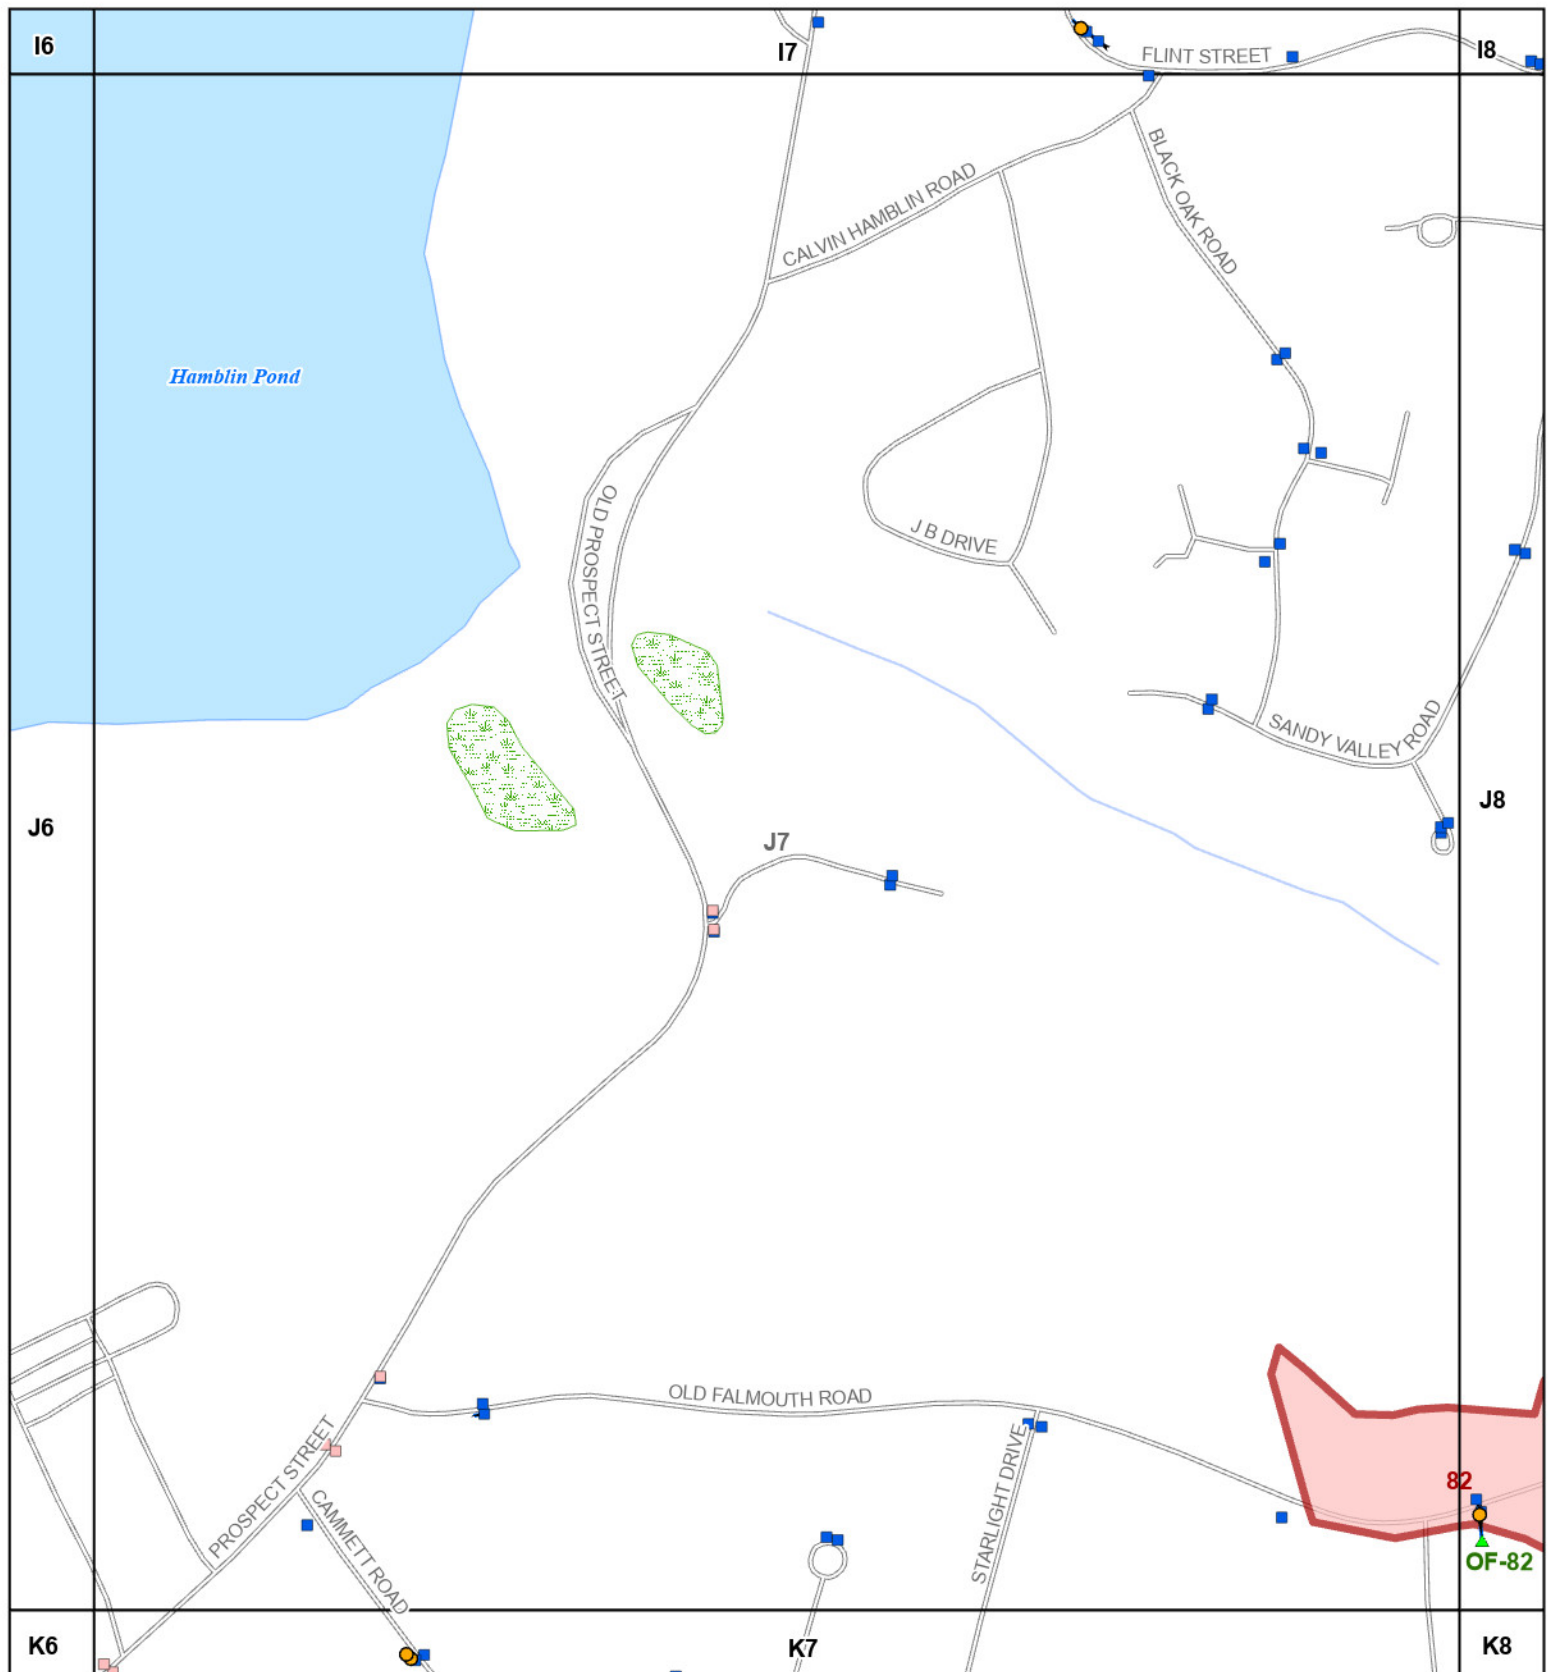 I6
I7
FLINT STREET
I8
BLACK OAK ROAD
CALVIN HAMBLIN ROAD
Hamblin Pond
OLD PROSPECT STREET
J B DRIVE
SANDY VALLEY ROAD
J6
J7
J8
OLD FALMOUTH ROAD
PROSPECT STREET
CAMMETT ROAD
STARLIGHT DRIVE
82
OF-82
K6
K7
K8